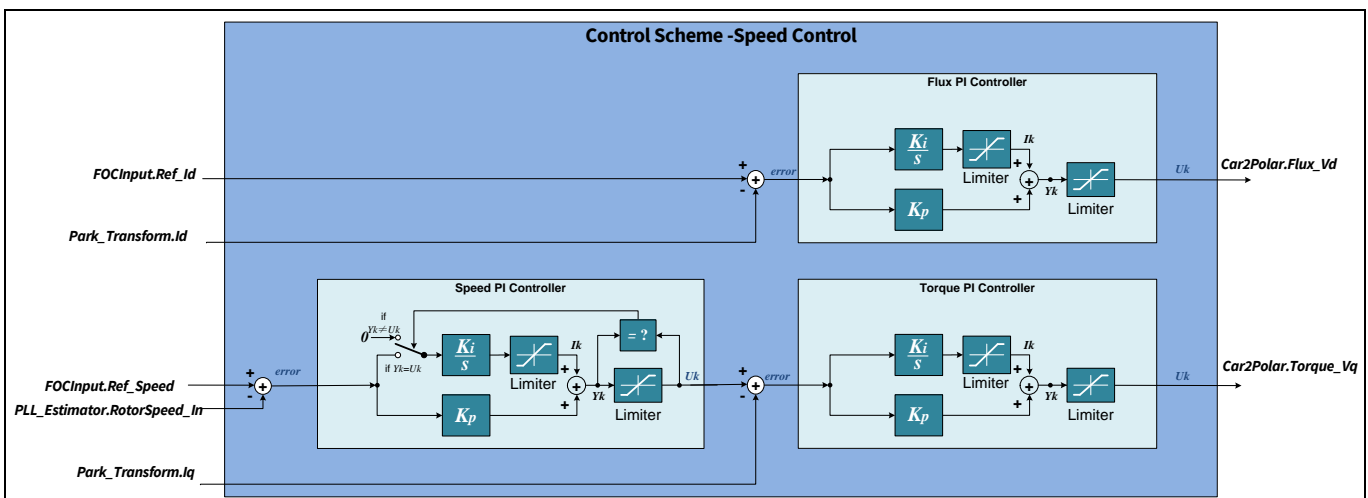 Control Scheme -Speed Control
Flux PI Controller
Ki
s
Limiter
Ik
+
+
FOCInput.Ref_Id
+
-
+
error
Kp
+
Yk
Limiter
Uk
Car2Polar.Flux_Vd
Park_Transform.Id
Speed PI Controller
if
Yk≠Uk
0
if Yk=Uk
Ki
s
Limiter
Ik
+
+
= ?
FOCInput.Ref_Speed
+
-
+
error
PLL_Estimator.RotorSpeed_In
Kp
+
Yk
Limiter
Uk
Torque PI Controller
+
-
+
error
Ki
s
Limiter
Ik
+
+
Kp
+
Yk
Limiter
Uk
Car2Polar.Torque_Vq
Park_Transform.Iq